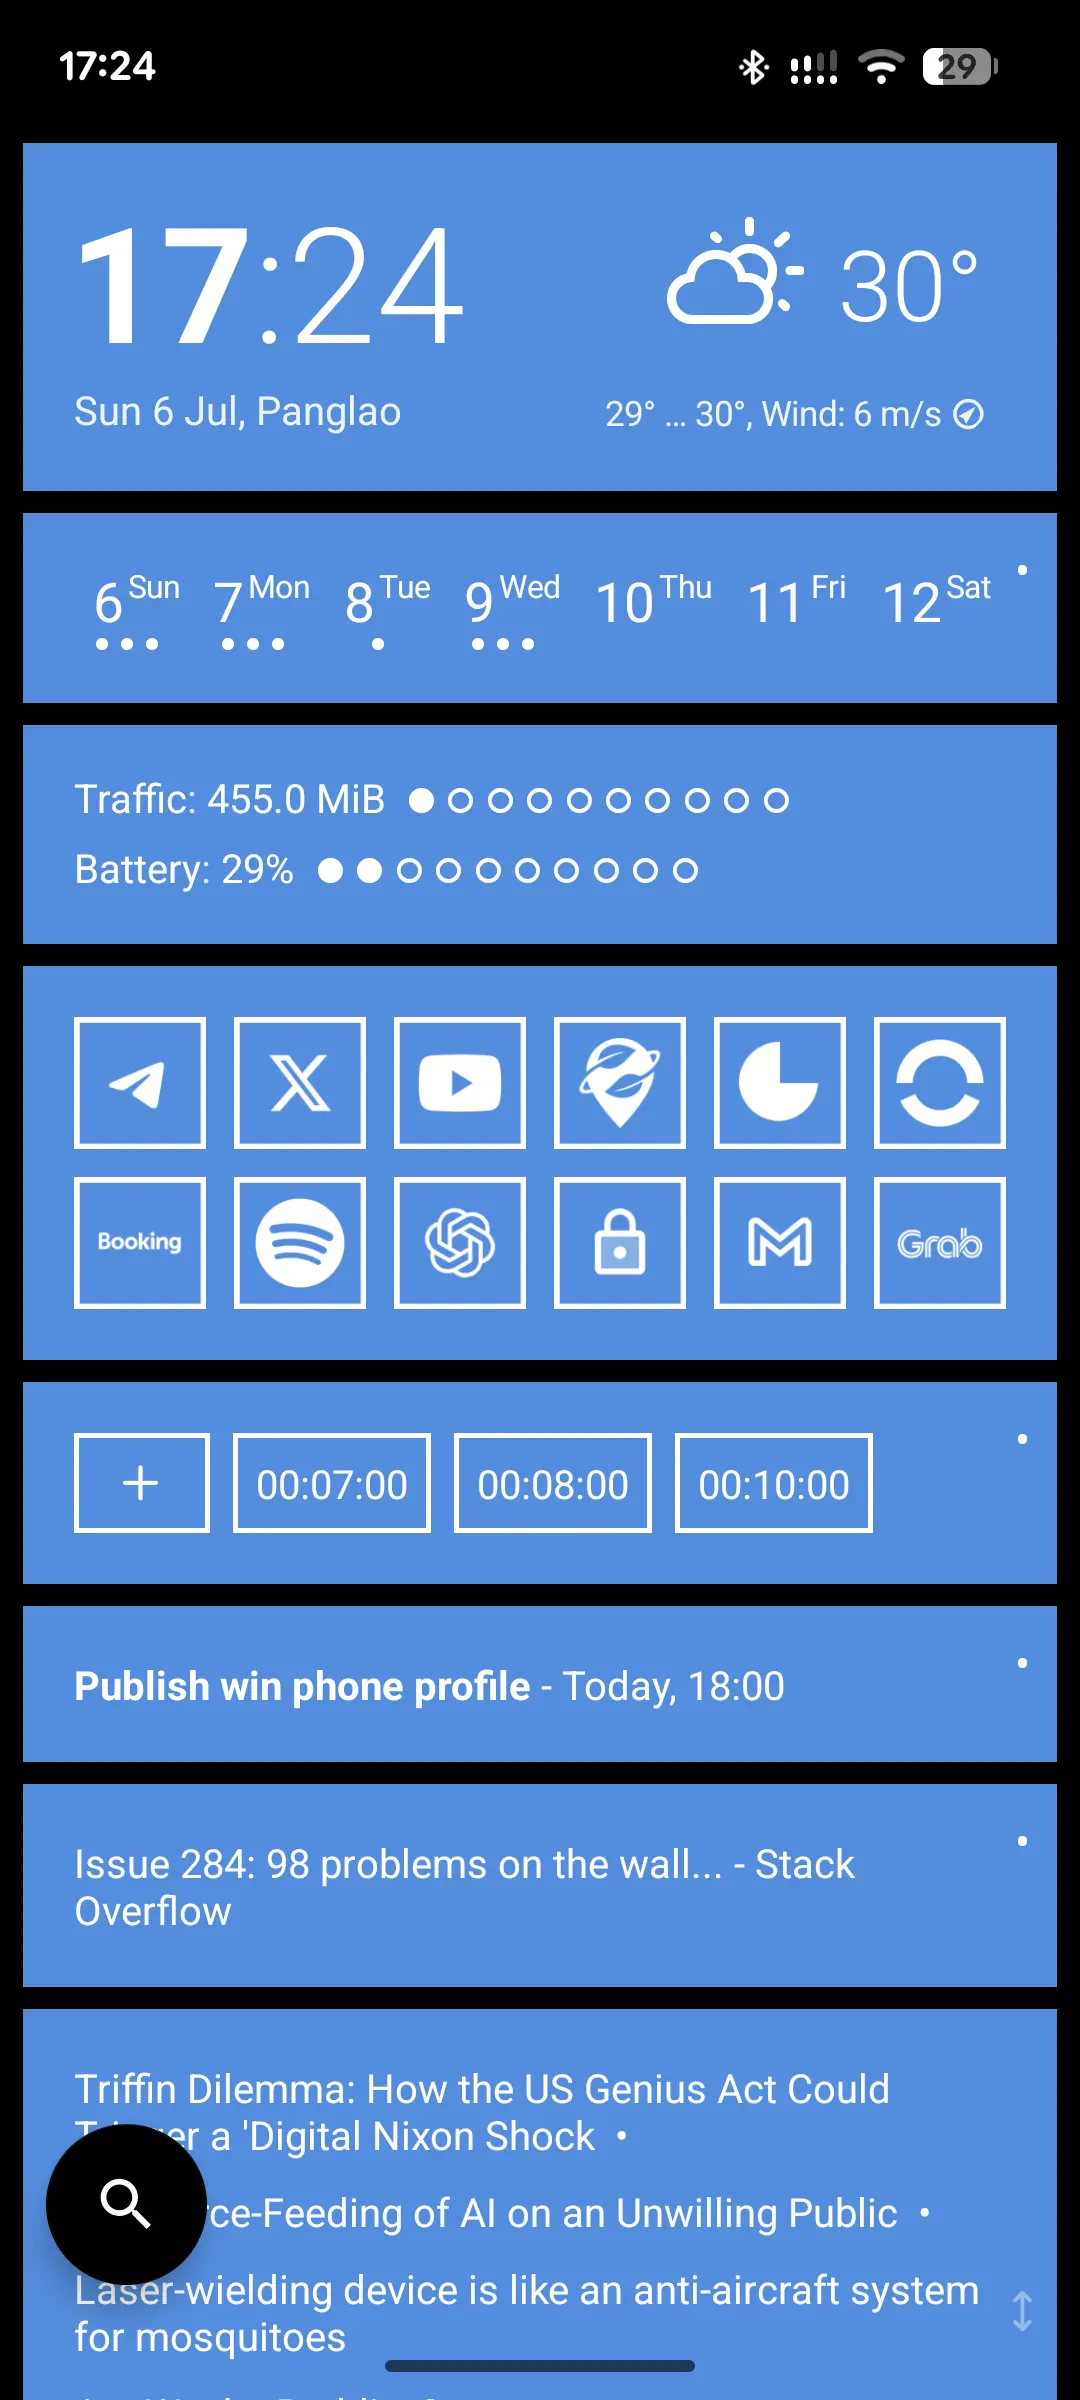 17:24
29
17:24
30°
Sun 6 Jul, Panglao
29° ... 30°, Wind: 6 m/s
6 Sun 7 Mon 8 Tue 9 Wed 10 Thu 11 Fri 12 Sat
Traffic: 455.0 MiB
Battery: 29%
Booking
Grab
+ 00:07:00 00:08:00 00:10:00
Publish win phone profile - Today, 18:00
Issue 284: 98 problems on the wall... - Stack
Overflow
Triffin Dilemma: How the US Genius Act Could
a 'Digital Nixon Shock •
rce-Feeding of AI on an Unwilling Public •
Laser-wielding device is like an anti-aircraft system
for mosquitoes